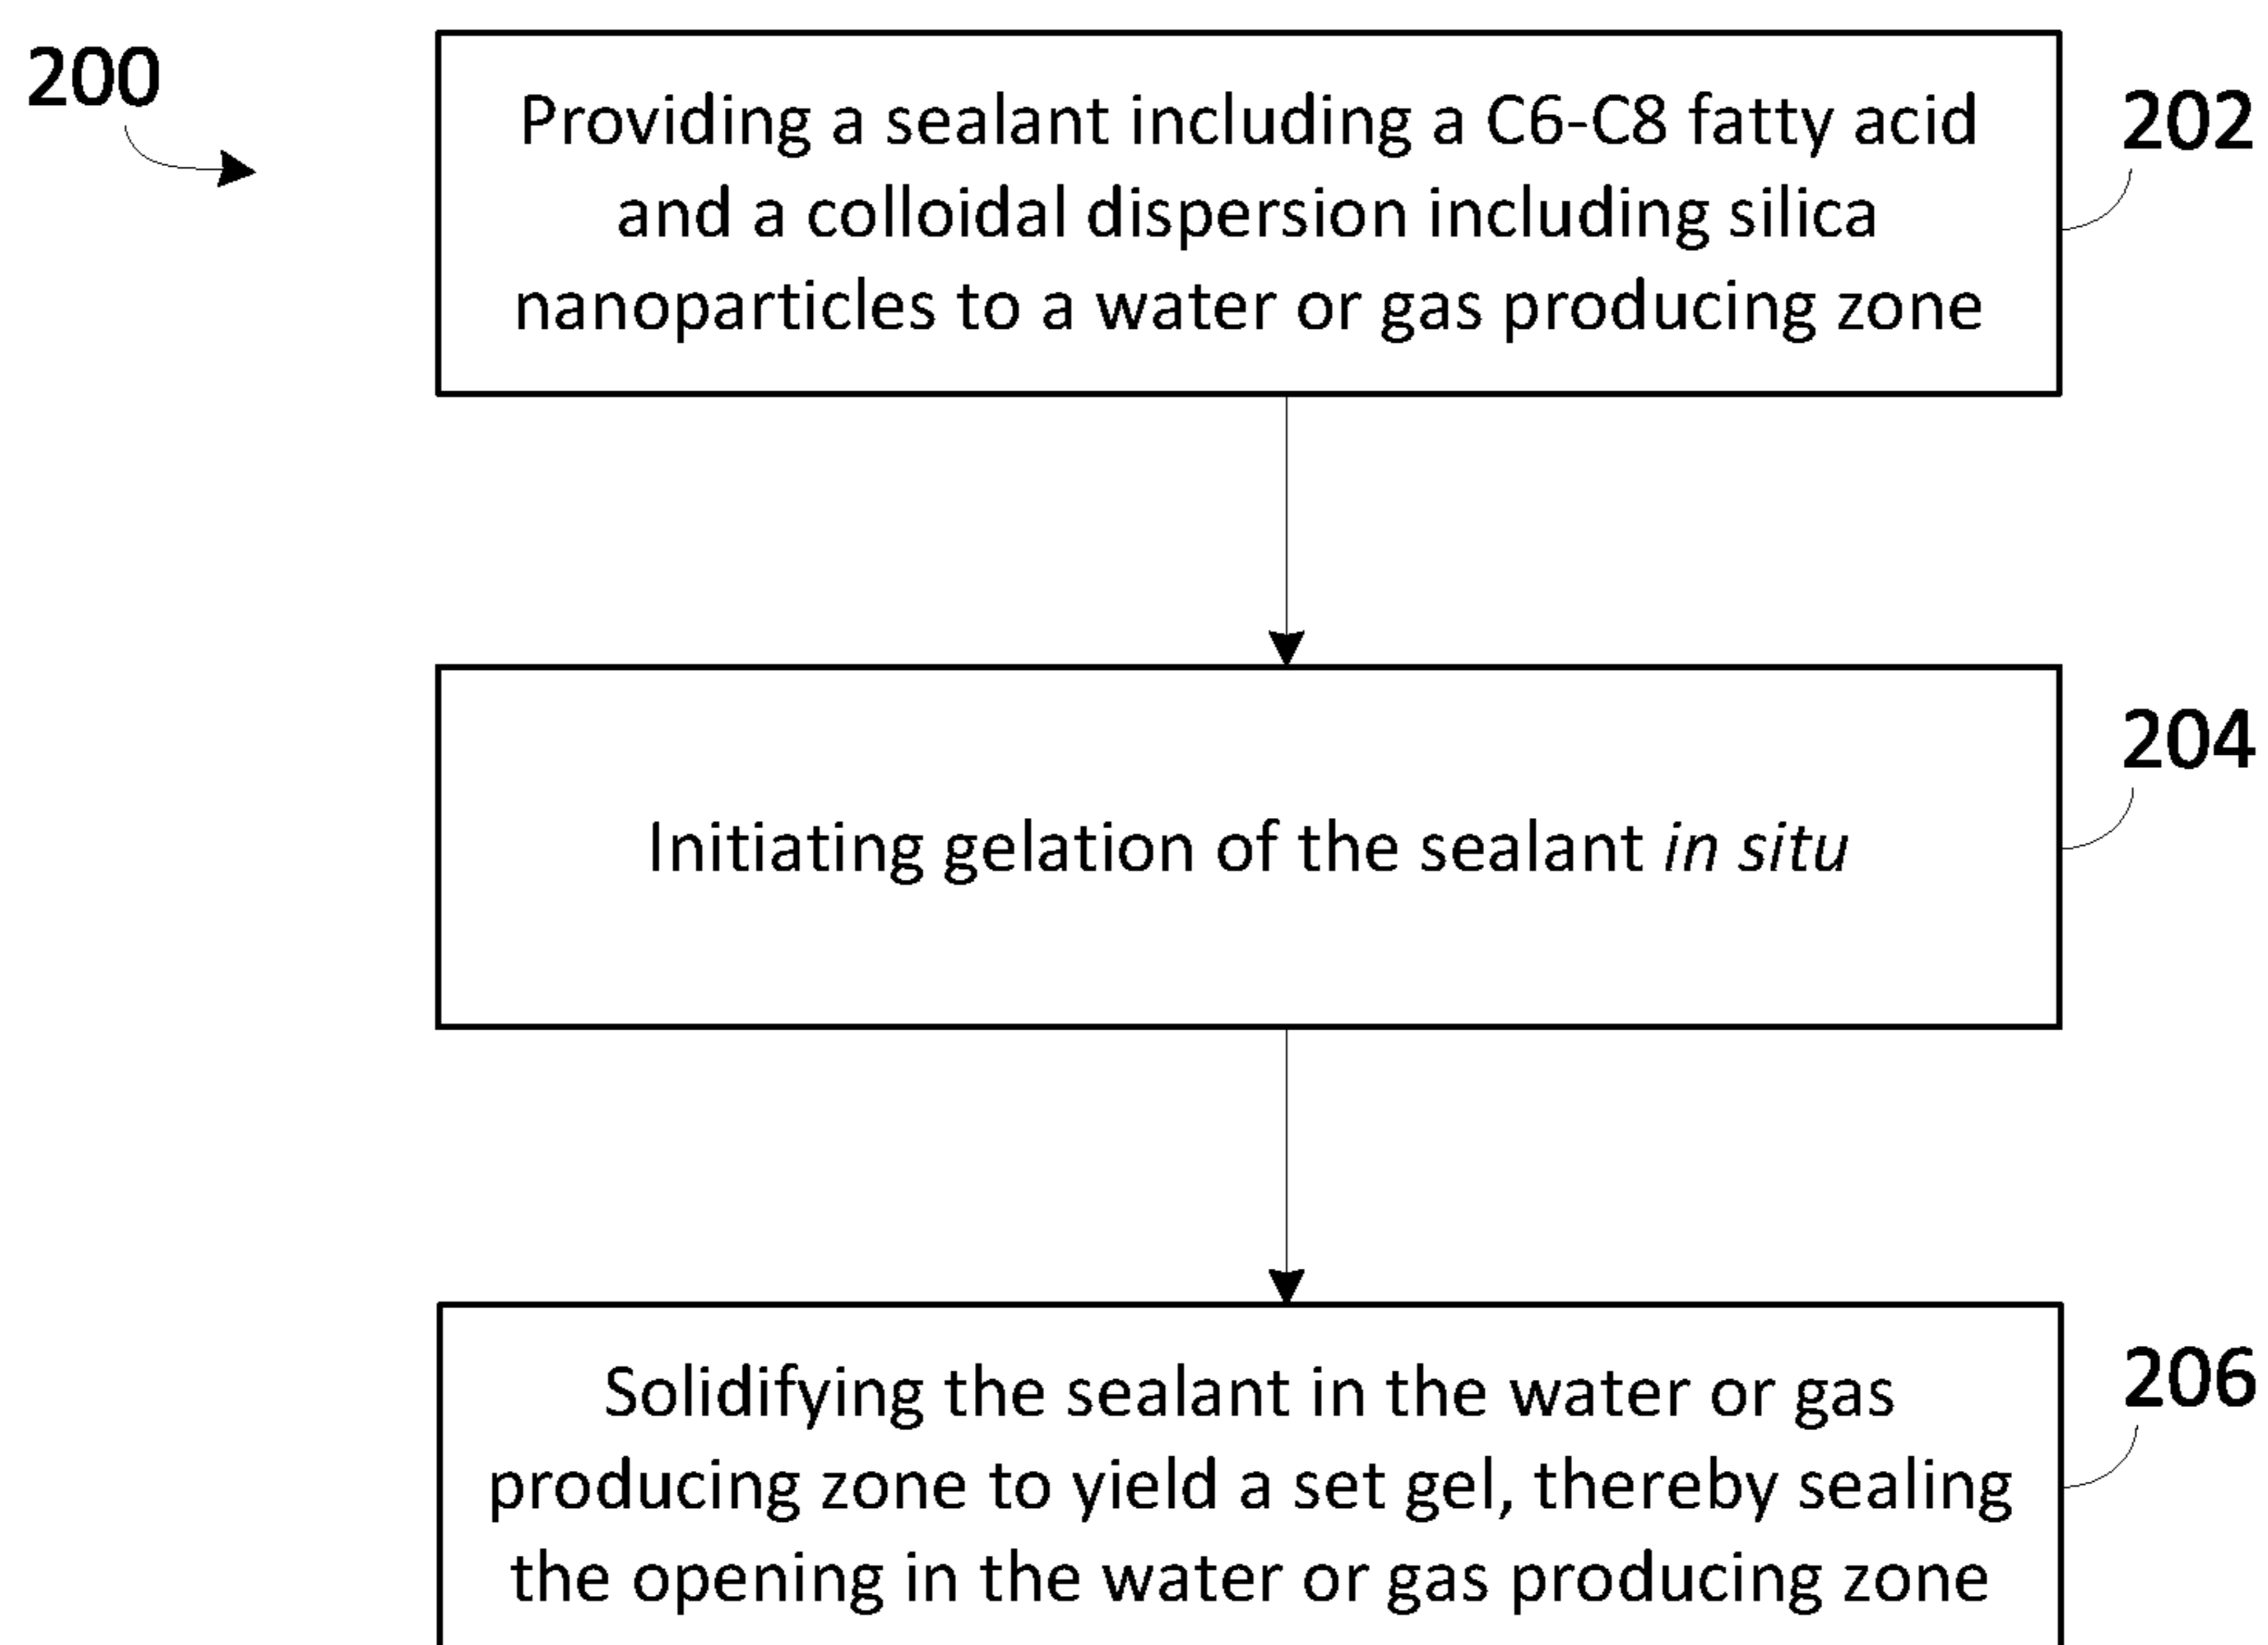 200
Providing a sealant including a C6-C8 fatty acid
and a colloidal dispersion including silica
nanoparticles to a water or gas producing zone
202
Initiating gelation of the sealant in situ
204
Solidifying the sealant in the water or gas
producing zone to yield a set gel, thereby sealing
the opening in the water or gas producing zone
206